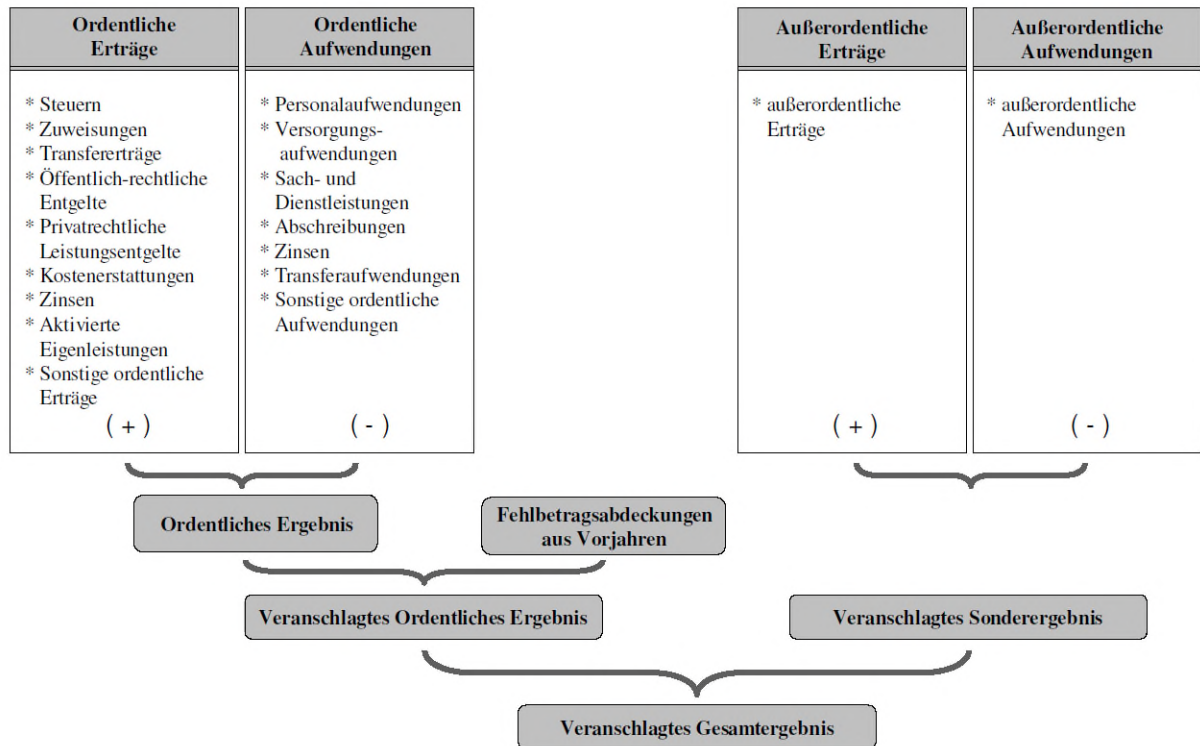 Ordentliche
Erträge
* Steuern
* Zuweisungen
* Transfererträge
* Öffentlich-rechtliche
Entgelte
* Privatrechtliche
Leistungsentgelte
* Kostenerstattungen
* Zinsen
* Aktivierte
Eigenleistungen
* Sonstige ordentliche
Erträge
( + )
Ordentliche
Aufwendungen
* Personalaufwendungen
* Versorgungs-
aufwendungen
* Sach- und
Dienstleistungen
* Abschreibungen
* Zinsen
* Transferaufwendungen
* Sonstige ordentliche
Aufwendungen
( - )
Außerordentliche
Erträge
* außerordentliche
Erträge
( + )
Außerordentliche
Aufwendungen
* außerordentliche
Aufwendungen
( - )
Ordentliches Ergebnis
Fehlbetragsabdeckungen
aus Vorjahren
Veranschlagtes Ordentliches Ergebnis
Veranschlagtes Sonderergebnis
Veranschlagtes Gesamtergebnis